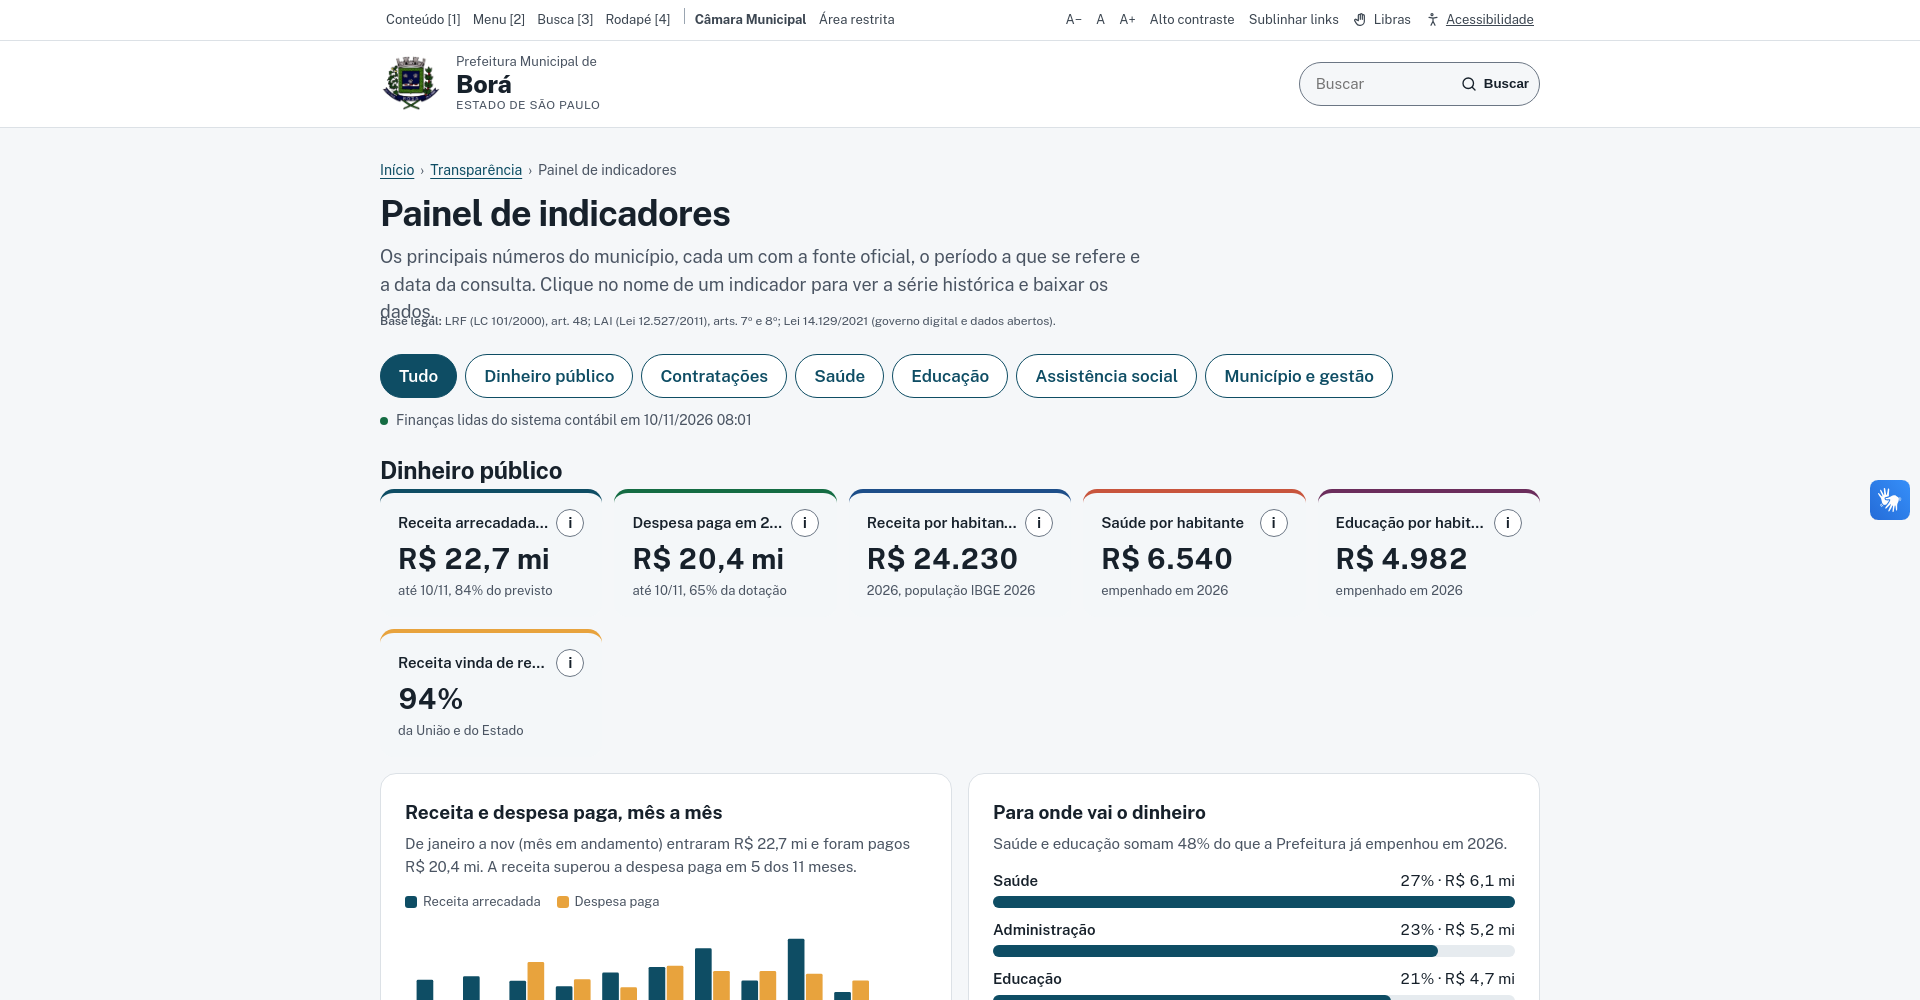 Conteúdo [1] Menu [2] Busca [3] Rodapé [4] Câmara Municipal Área restrita A− A A+ Alto contraste Sublinhar links Libras Acessibilidade
Prefeitura Municipal de
Borá
ESTADO DE SÃO PAULO
Buscar Buscar
Início › Transparência › Painel de indicadores
Painel de indicadores
Os principais números do município, cada um com a fonte oficial, o período a que se refere e
a data da consulta. Clique no nome de um indicador para ver a série histórica e baixar os
dados.
Base legal: LRF (LC 101/2000), art. 48; LAI (Lei 12.527/2011), arts. 7º e 8º; Lei 14.129/2021 (governo digital e dados abertos).
Tudo Dinheiro público Contratações Saúde Educação Assistência social Município e gestão
Finanças lidas do sistema contábil em 10/11/2026 08:01
Dinheiro público
Receita arrecadada... i
R$ 22,7 mi
até 10/11, 84% do previsto
Despesa paga em 2... i
R$ 20,4 mi
até 10/11, 65% da dotação
Receita por habitan... i
R$ 24.230
2026, população IBGE 2026
Saúde por habitante i
R$ 6.540
empenhado em 2026
Educação por habit... i
R$ 4.982
empenhado em 2026
Receita vinda de re... i
94%
da União e do Estado
Receita e despesa paga, mês a mês
De janeiro a nov (mês em andamento) entraram R$ 22,7 mi e foram pagos
R$ 20,4 mi. A receita superou a despesa paga em 5 dos 11 meses.
Receita arrecadada Despesa paga
Para onde vai o dinheiro
Saúde e educação somam 48% do que a Prefeitura já empenhou em 2026.
Saúde 27% · R$ 6,1 mi
Administração 23% · R$ 5,2 mi
Educação 21% · R$ 4,7 mi